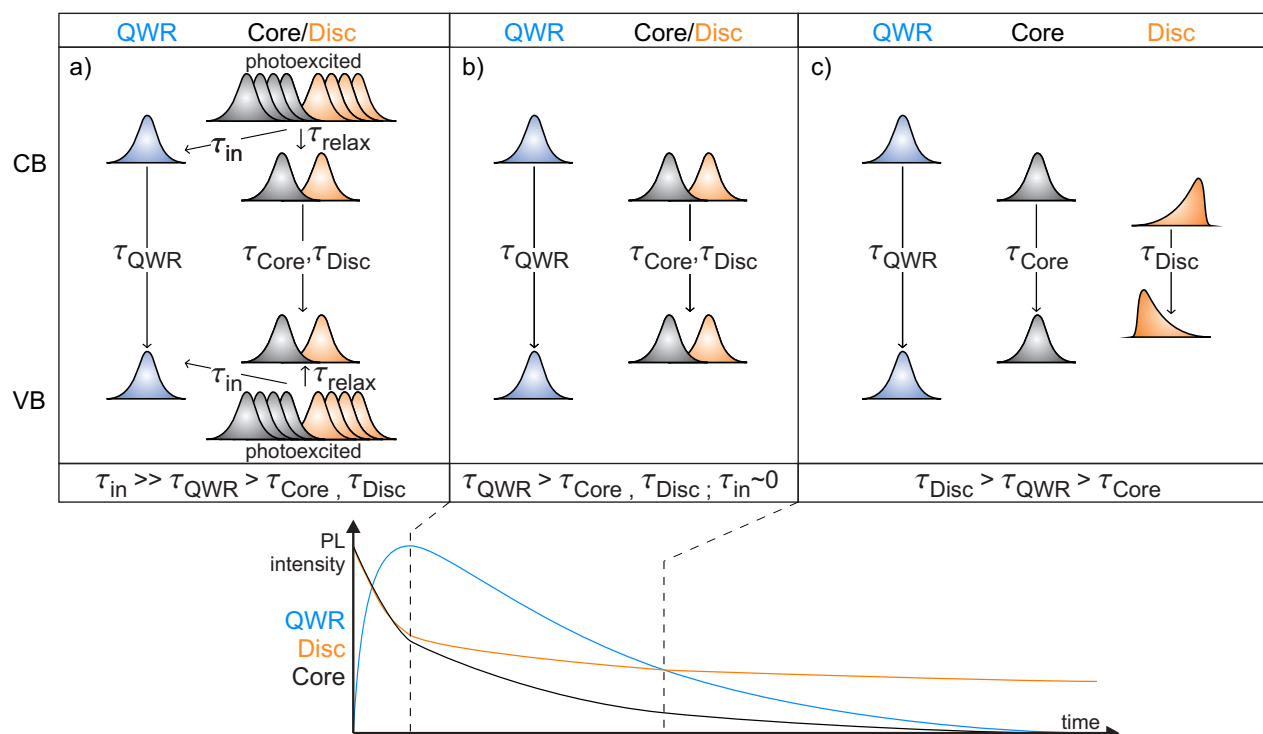 QWR Core/Disc QWR Core/Disc QWR Core Disc
a) photoexcited b) c)
τin τrelax
CB
τQWR τCore,τDisc τQWR τCore,τDisc τQWR τCore τDisc
τin τrelax
VB
photoexcited
τin >> τQWR > τCore , τDisc τQWR > τCore , τDisc ; τin~0 τDisc > τQWR > τCore
PL
intensity
QWR
Disc
Core
time